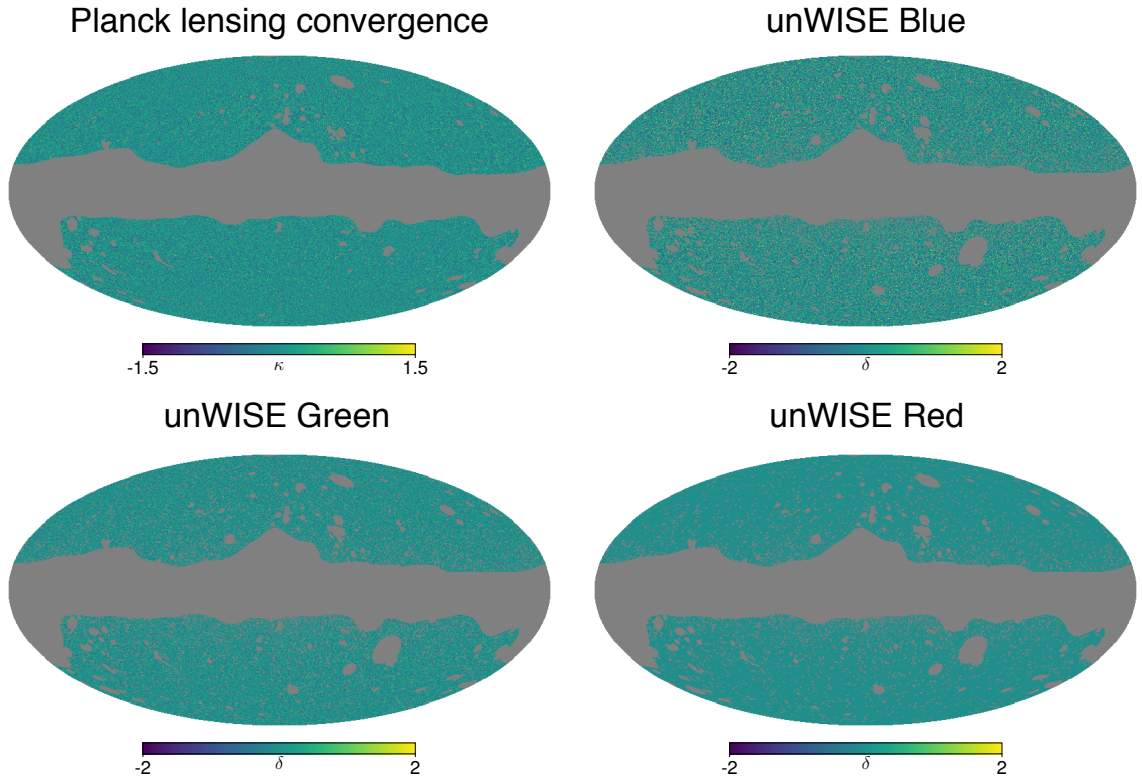 Planck lensing convergence
unWISE Blue
-1.5 κ 1.5
-2 δ 2
unWISE Green
unWISE Red
-2 δ 2
-2 δ 2